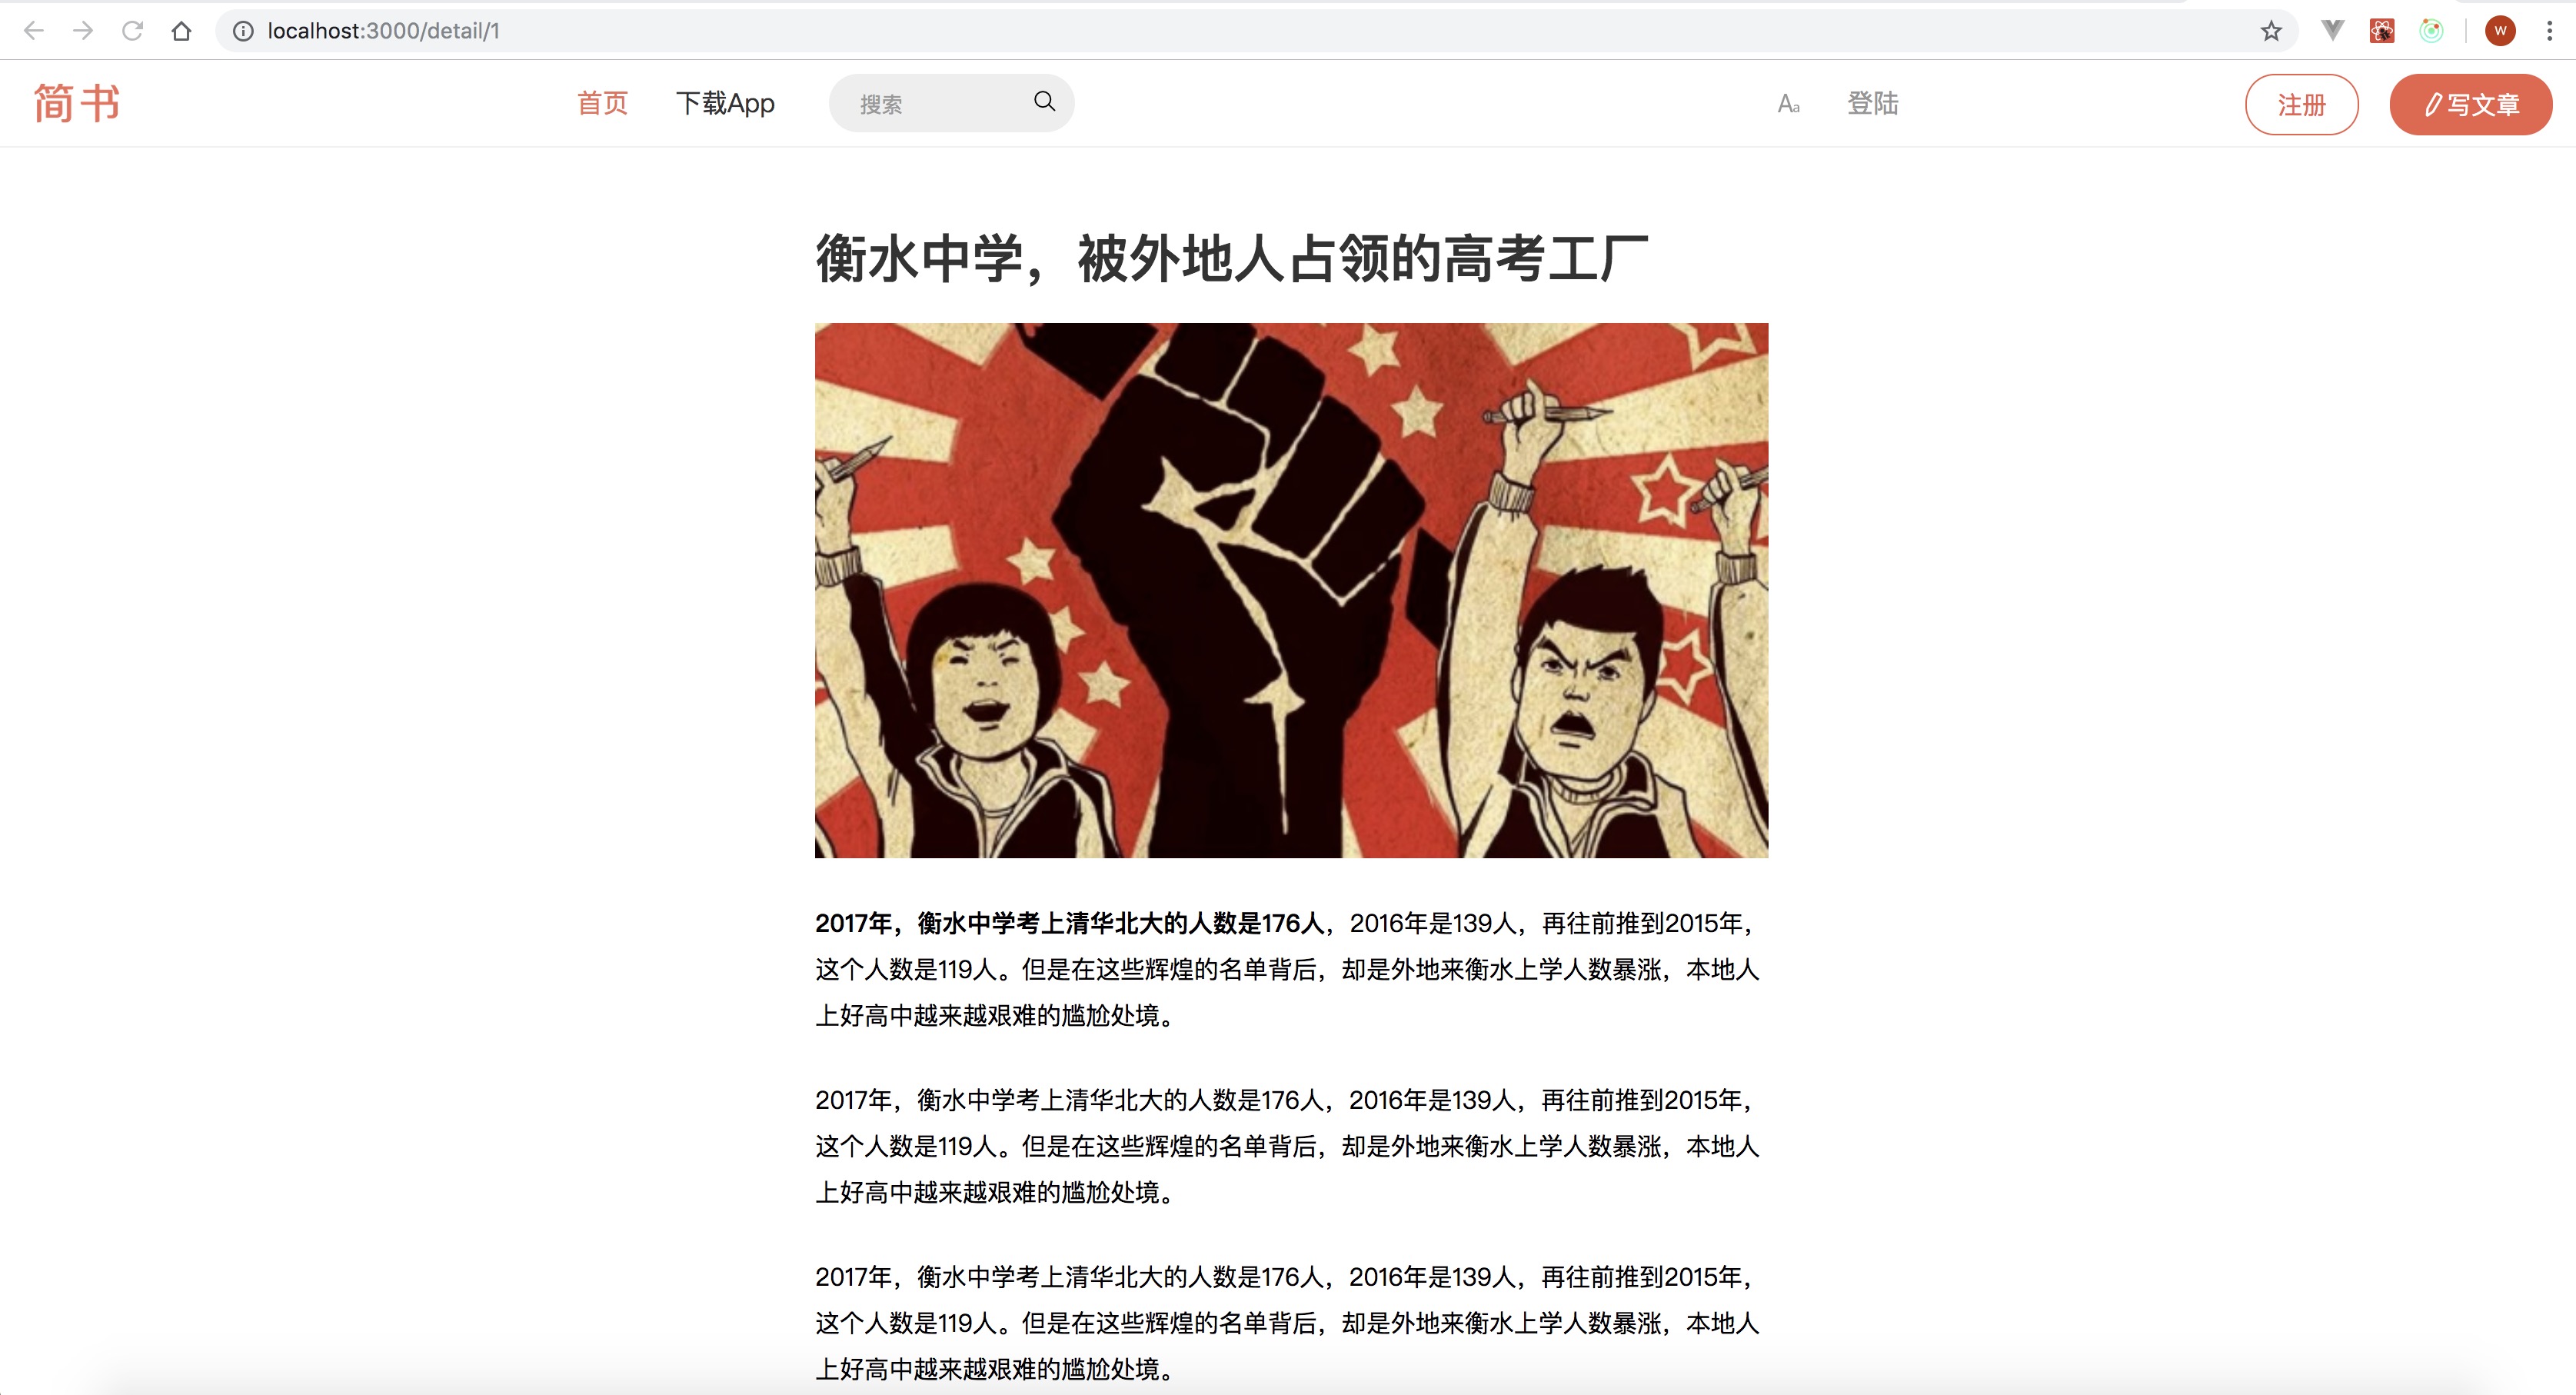 localhost:3000/detail/1
W
简书
首页
下载App
搜索
Aa
登陆
注册
写文章
衡水中学，被外地人占领的高考工厂
2017年，衡水中学考上清华北大的人数是176人，2016年是139人，再往前推到2015年，
这个人数是119人。但是在这些辉煌的名单背后，却是外地来衡水上学人数暴涨，本地人
上好高中越来越艰难的尴尬处境。
2017年，衡水中学考上清华北大的人数是176人，2016年是139人，再往前推到2015年，
这个人数是119人。但是在这些辉煌的名单背后，却是外地来衡水上学人数暴涨，本地人
上好高中越来越艰难的尴尬处境。
2017年，衡水中学考上清华北大的人数是176人，2016年是139人，再往前推到2015年，
这个人数是119人。但是在这些辉煌的名单背后，却是外地来衡水上学人数暴涨，本地人
上好高中越来越艰难的尴尬处境。